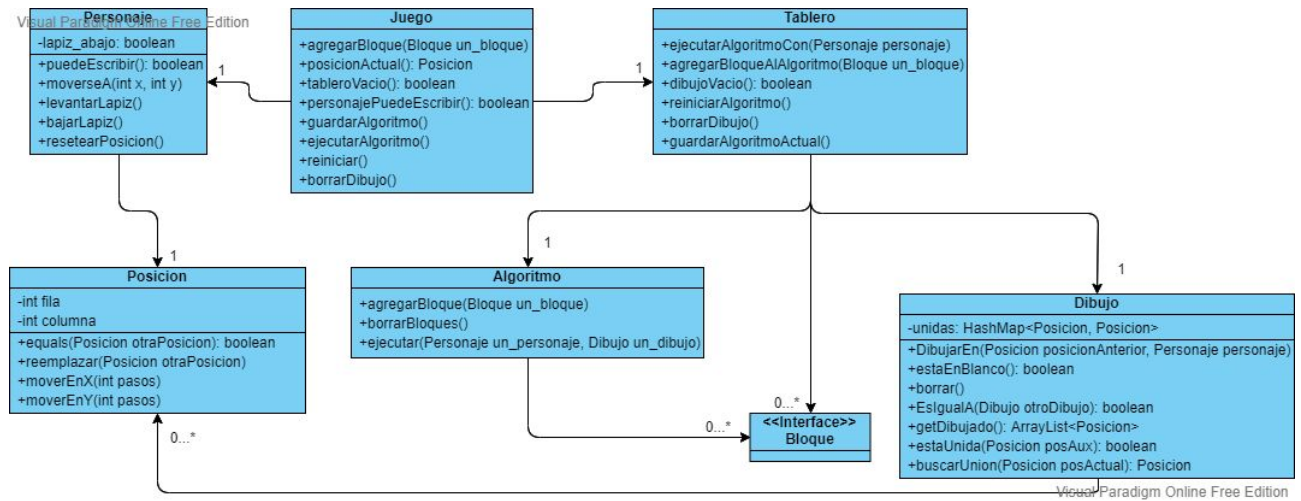 Visual Paradigm Online Free Edition
Personaje
-lapiz_abajo: boolean
+puedeEscribir(): boolean
+moverseA(int x, int y)
+levantarLapiz()
+bajarLapiz()
+resetearPosicion()
1
Juego
+agregarBloque(Bloque un_bloque)
+posicionActual(): Posicion
+tableroVacio(): boolean
+personajePuedeEscribir(): boolean
+guardarAlgoritmo()
+ejecutarAlgoritmo()
+reiniciar()
+borrarDibujo()
1
Tablero
+ejecutarAlgoritmoCon(Personaje personaje)
+agregarBloqueAlAlgoritmo(Bloque un_bloque)
+dibujoVacio(): boolean
+reiniciarAlgoritmo()
+borrarDibujo()
+guardarAlgoritmoActual()
1
Posicion
-int fila
-int columna
+equals(Posicion otraPosicion): boolean
+reemplazar(Posicion otraPosicion)
+moverEnX(int pasos)
+moverEnY(int pasos)
0...*
1
Algoritmo
+agregarBloque(Bloque un_bloque)
+borrarBloques()
+ejecutar(Personaje un_personaje, Dibujo un_dibujo)
0...*
0...*
<<Interface>>
Bloque
1
Dibujo
-unidas: HashMap<Posicion, Posicion>
+DibujarEn(Posicion posicionAnterior, Personaje personaje)
+estaEnBlanco(): boolean
+borrar()
+EsIgualA(Dibujo otroDibujo): boolean
+getDibujado(): ArrayList<Posicion>
+estaUnida(Posicion posAux): boolean
+buscarUnion(Posicion posActual): Posicion
Visual Paradigm Online Free Edition